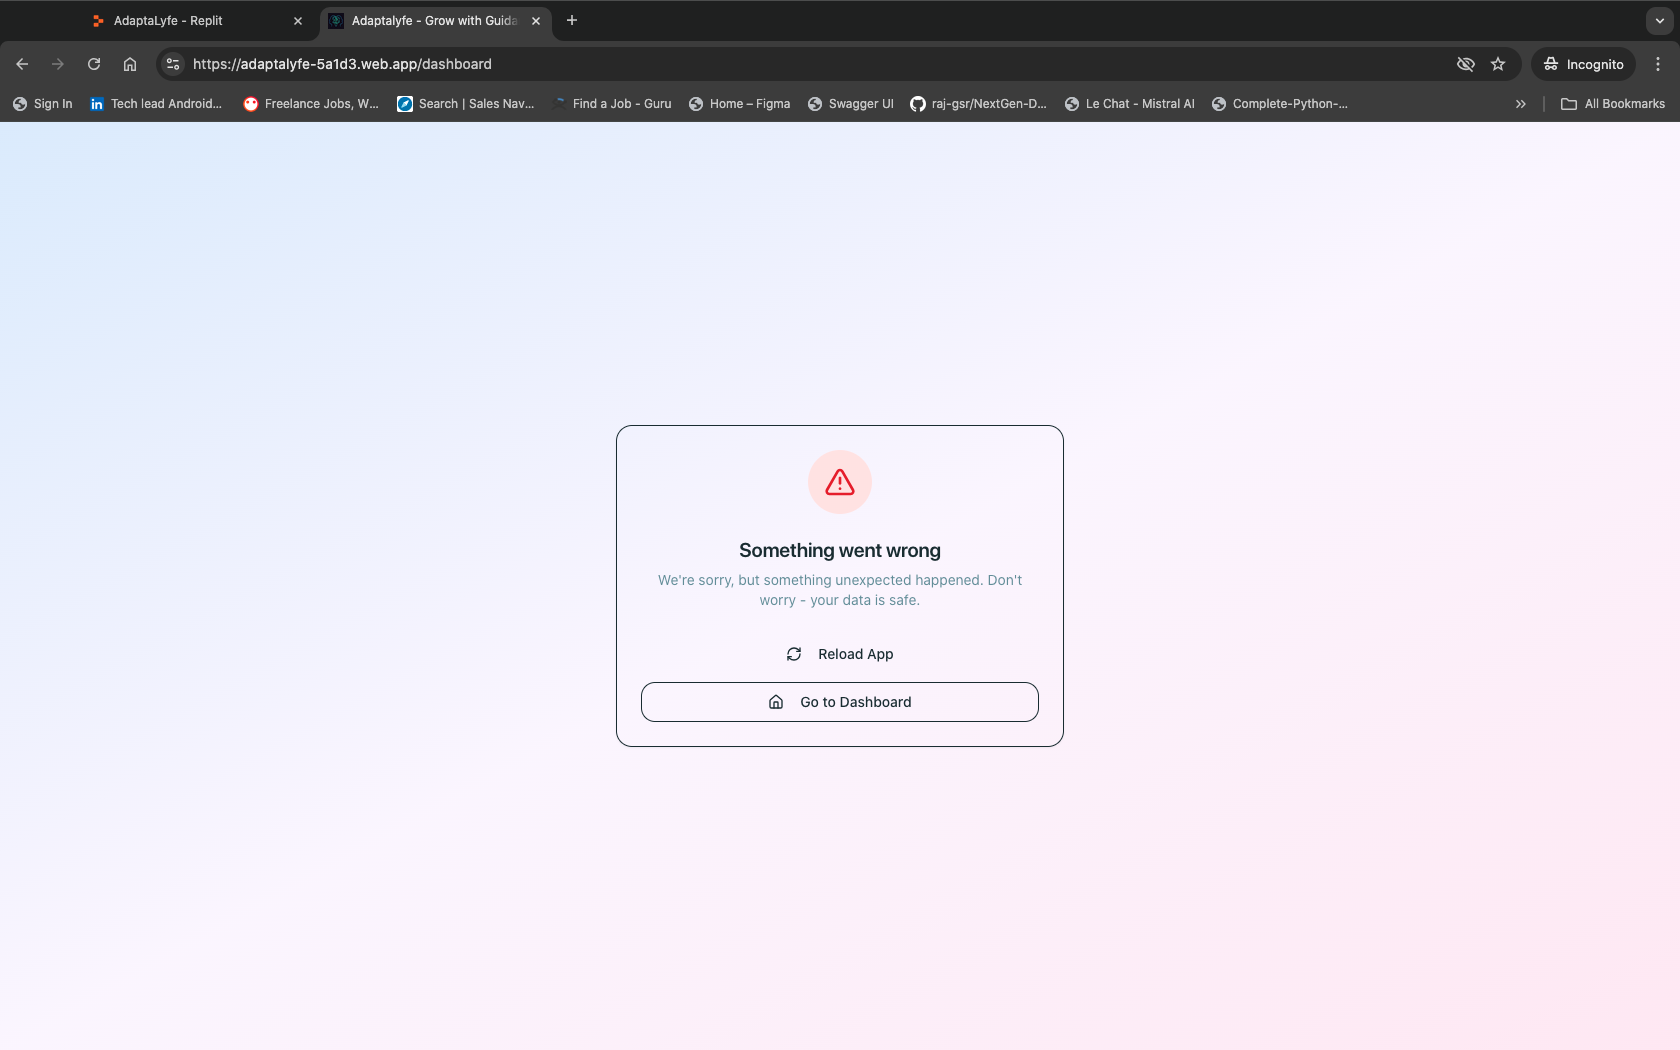 AdaptaLyfe - Replit
Adaptalyfe - Grow with Guida
https://adaptalyfe-5a1d3.web.app/dashboard
Incognito
Sign In
Tech lead Android...
Freelance Jobs, W...
Search | Sales Nav...
Find a Job - Guru
Home – Figma
Swagger UI
raj-gsr/NextGen-D...
Le Chat - Mistral AI
Complete-Python-...
All Bookmarks
Something went wrong
We're sorry, but something unexpected happened. Don't
worry - your data is safe.
Reload App
Go to Dashboard